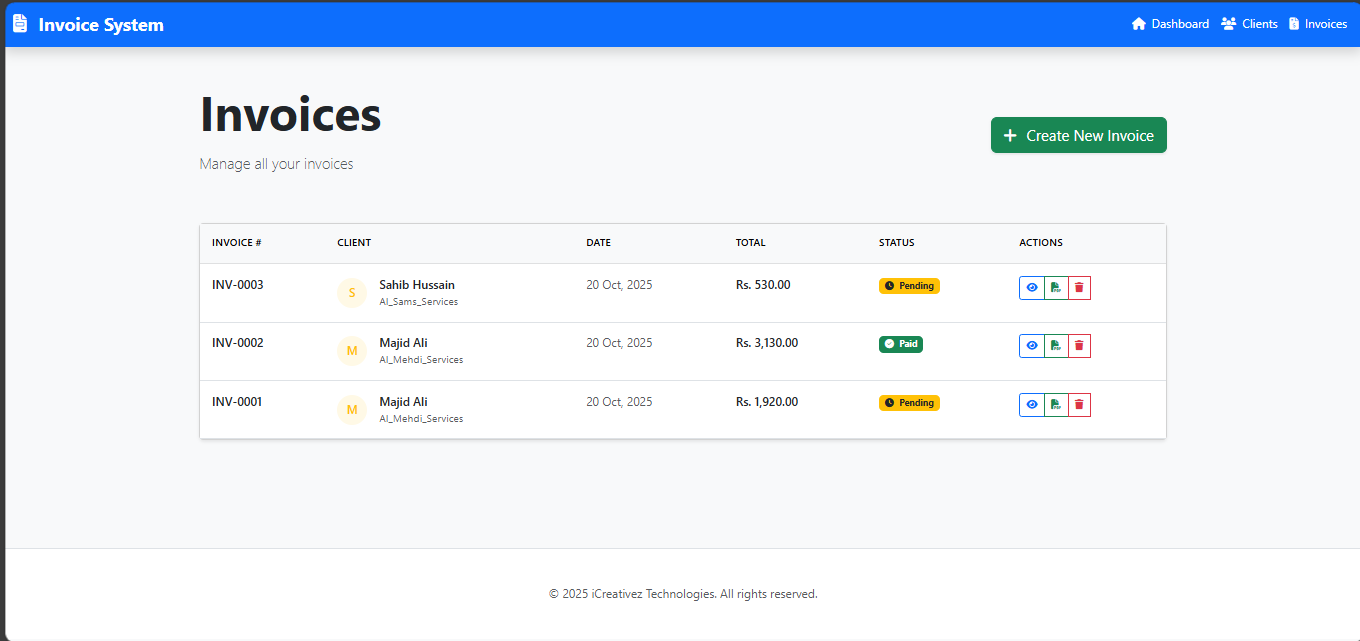 Invoice System Dashboard Clients Invoices
Invoices
Create New Invoice
Manage all your invoices
INVOICE # CLIENT DATE TOTAL STATUS ACTIONS
INV-0003 S Sahib Hussain 20 Oct, 2025 Rs. 530.00 Pending
Al_Sams_Services
INV-0002 M Majid Ali 20 Oct, 2025 Rs. 3,130.00 Paid
Al_Mehdi_Services
INV-0001 M Majid Ali 20 Oct, 2025 Rs. 1,920.00 Pending
Al_Mehdi_Services
© 2025 iCreativez Technologies. All rights reserved.